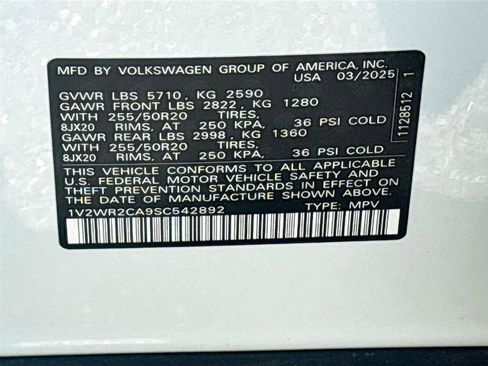 MFD BY VOLKSWAGEN GROUP OF AMERICA, INC.
USA 03/2025
GVWR LBS 5710, KG 2590
GAWR FRONT LBS 2822, KG 1280
WITH 255/50R20 TIRES,
8JX20 RIMS, AT 250 KPA, 36 PSI COLD
GAWR REAR LBS 2998, KG 1360
WITH 255/50R20 TIRES,
8JX20 RIMS, AT 250 KPA, 36 PSI COLD
THIS VEHICLE CONFORMS TO ALL APPLICABLE
U.S. FEDERAL MOTOR VEHICLE SAFETY AND
THEFT PREVENTION STANDARDS IN EFFECT ON
THE DATE OF MANUFACTURE SHOWN ABOVE.
1V2WR2CA9SC542892 TYPE: MPV
1128512 1